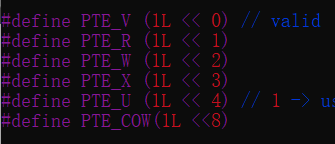 #define PTE_V (1L << 0) // valid
#define PTE_R (1L << 1)
#define PTE_W (1L << 2)
#define PTE_X (1L << 3)
#define PTE_U (1L << 4) // 1 ->
#define PTE_COW(1L <<8)